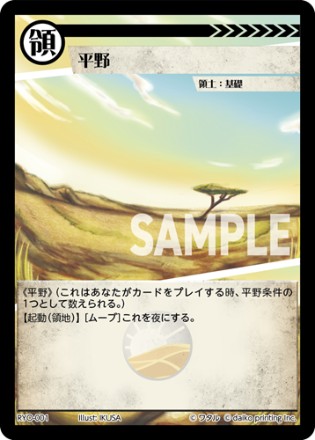 領
平野
領土：基礎
SAMPLE
《平野》（これはあなたがカードをプレイする時、平野条件の
1つとして数えられる。）
【起動（領地）】［ムーブ］これを夜にする。
RYO-001 Illust: IKUSA © ワタル © daiko printing inc.